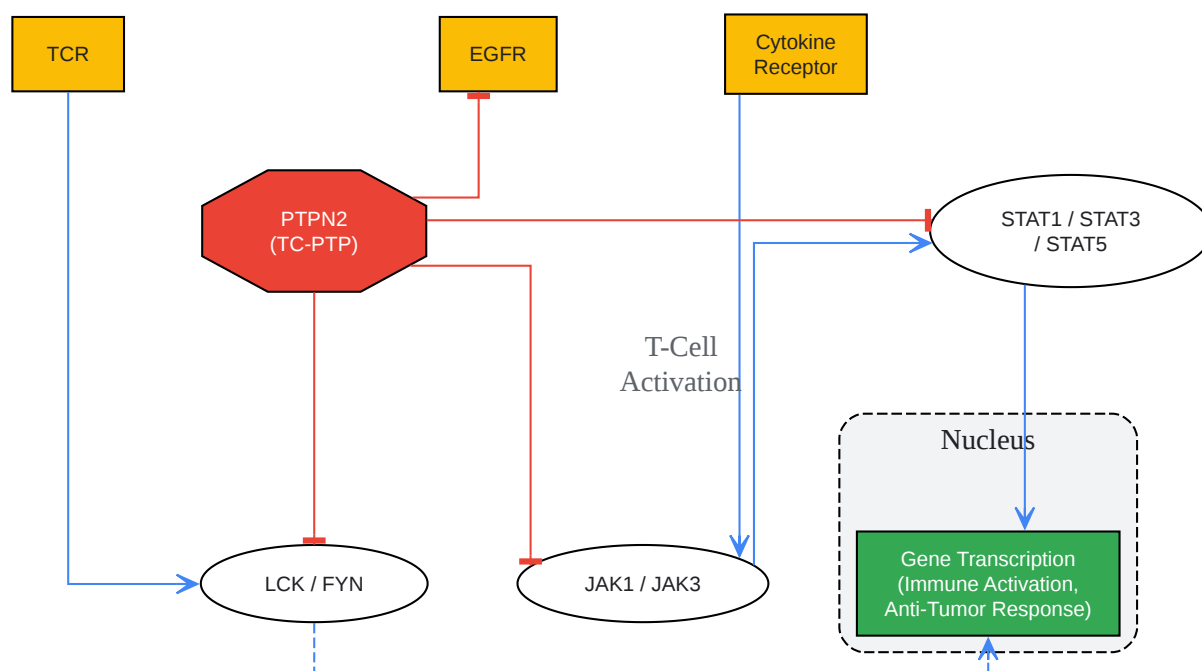 TCR
EGFR
Cytokine
Receptor
PTPN2
(TC-PTP)
STAT1 / STAT3
/ STAT5
T-Cell
Activation
Nucleus
LCK / FYN
JAK1 / JAK3
Gene Transcription
(Immune Activation,
Anti-Tumor Response)